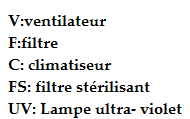 V:ventilateur
F:filtre
C: climatiseur
FS: filtre stérilisant
UV: Lampe ultra- violet